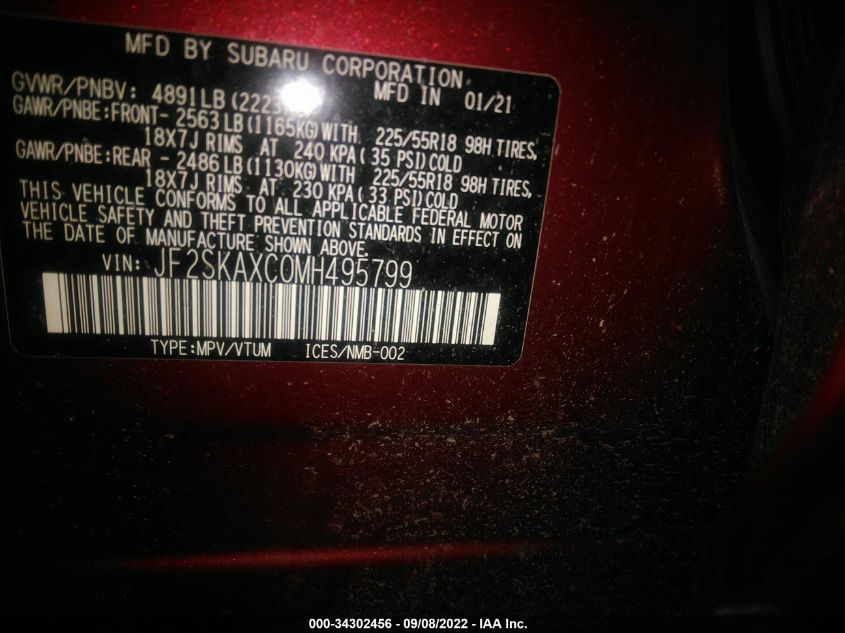 MFD BY SUBARU CORPORATION
GVWR/PNBV: 4891LB (2223 MFD IN 01/21
GAWR/PNBE:FRONT- 2563LB (1165KG) WITH 225/55R18 98H TIRES,
18X7J RIMS AT 240 KPA( 35 PSI)COLD
GAWR/PNBE:REAR - 2486LB (1130KG) WITH 225/55R18 98H TIRES,
18X7J RIMS AT 230 KPA( 33 PSI)COLD
THIS VEHICLE CONFORMS TO ALL APPLICABLE FEDERAL MOTOR
VEHICLE SAFETY AND THEFT PREVENTION STANDARDS IN EFFECT ON
THE DATE OF MANUFACTURE SHOWN ABOVE.
VIN: JF2SKAXC0MH495799
TYPE:MPV/VTUM ICES/NMB-002
000-34302456 - 09/08/2022 - IAA Inc.